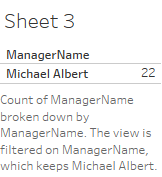 Sheet 3
ManagerName
Michael Albert 22
Count of ManagerName
broken down by
ManagerName. The view is
filtered on ManagerName,
which keeps Michael Albert.